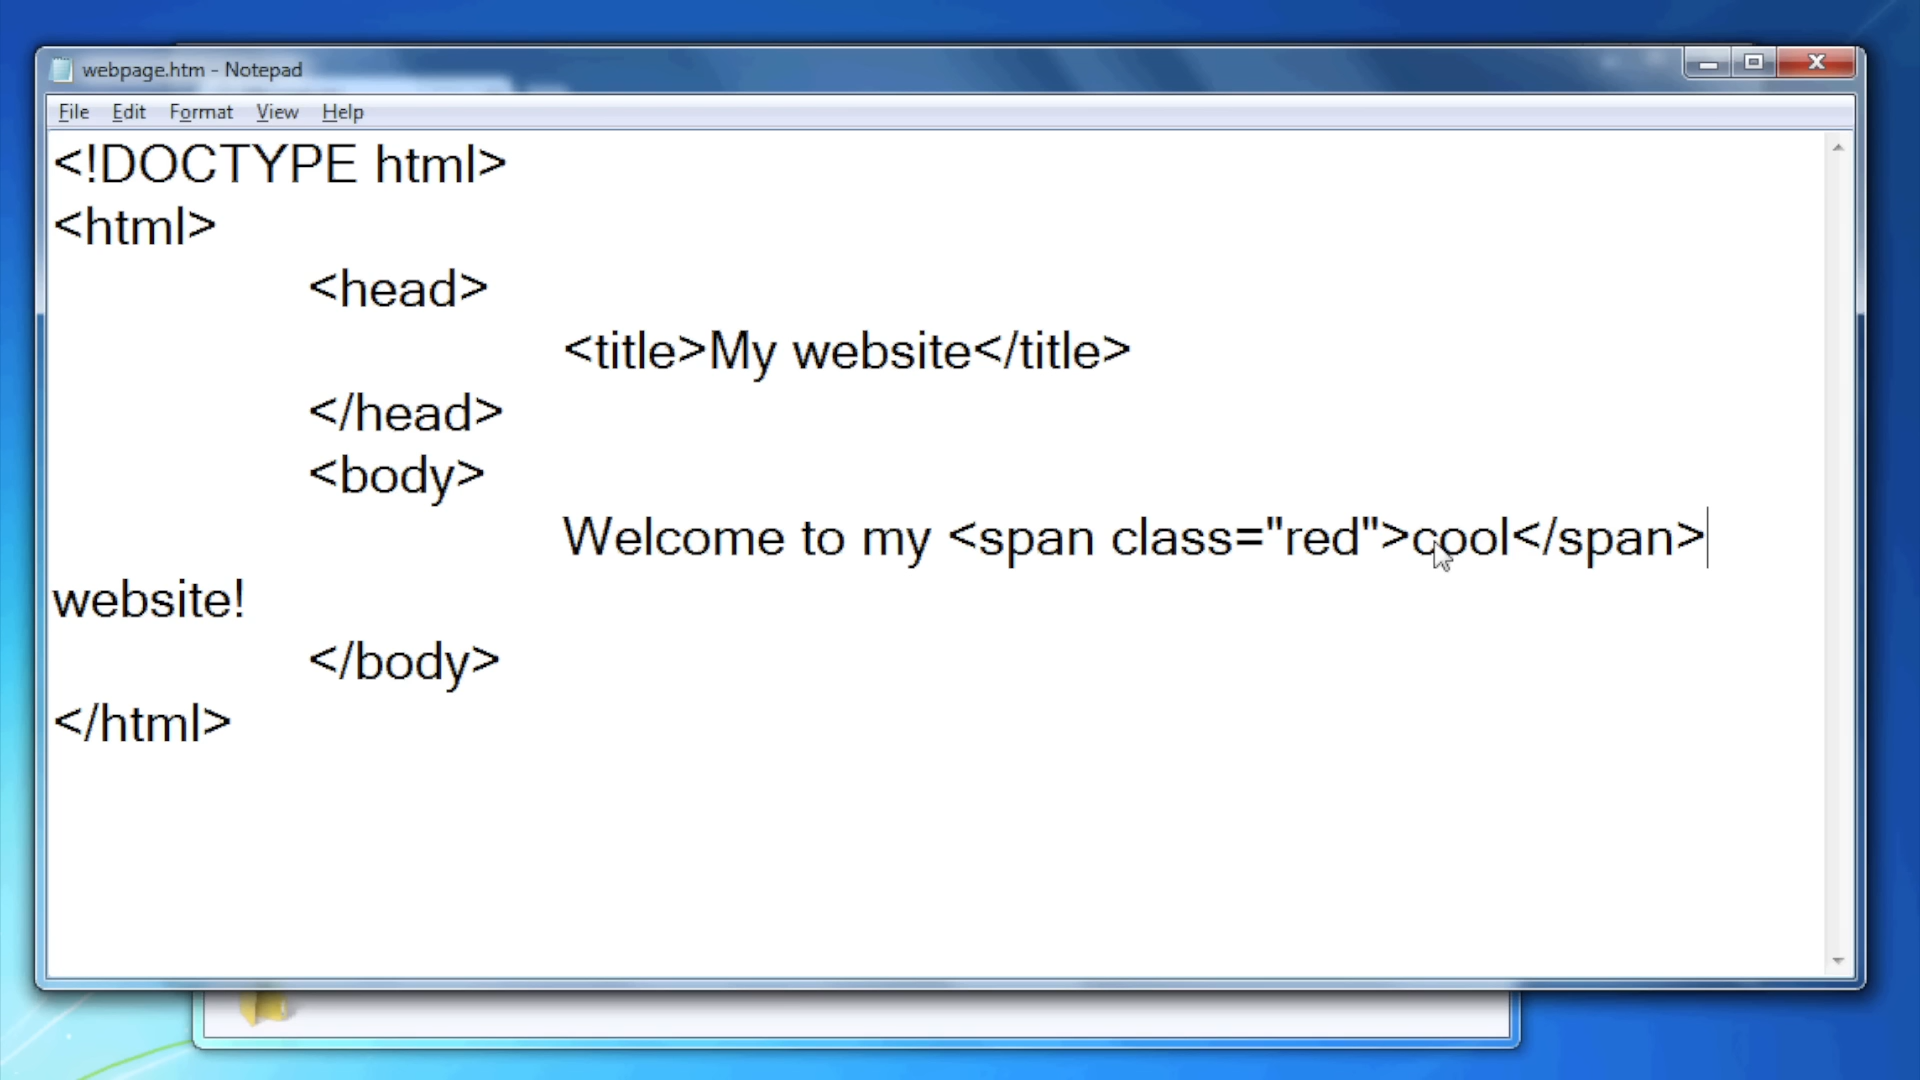 webpage.htm - Notepad
File Edit Format View Help
<!DOCTYPE html>
<html>
<head>
<title>My website</title>
</head>
<body>
Welcome to my <span class="red">cool</span>
website!
</body>
</html>